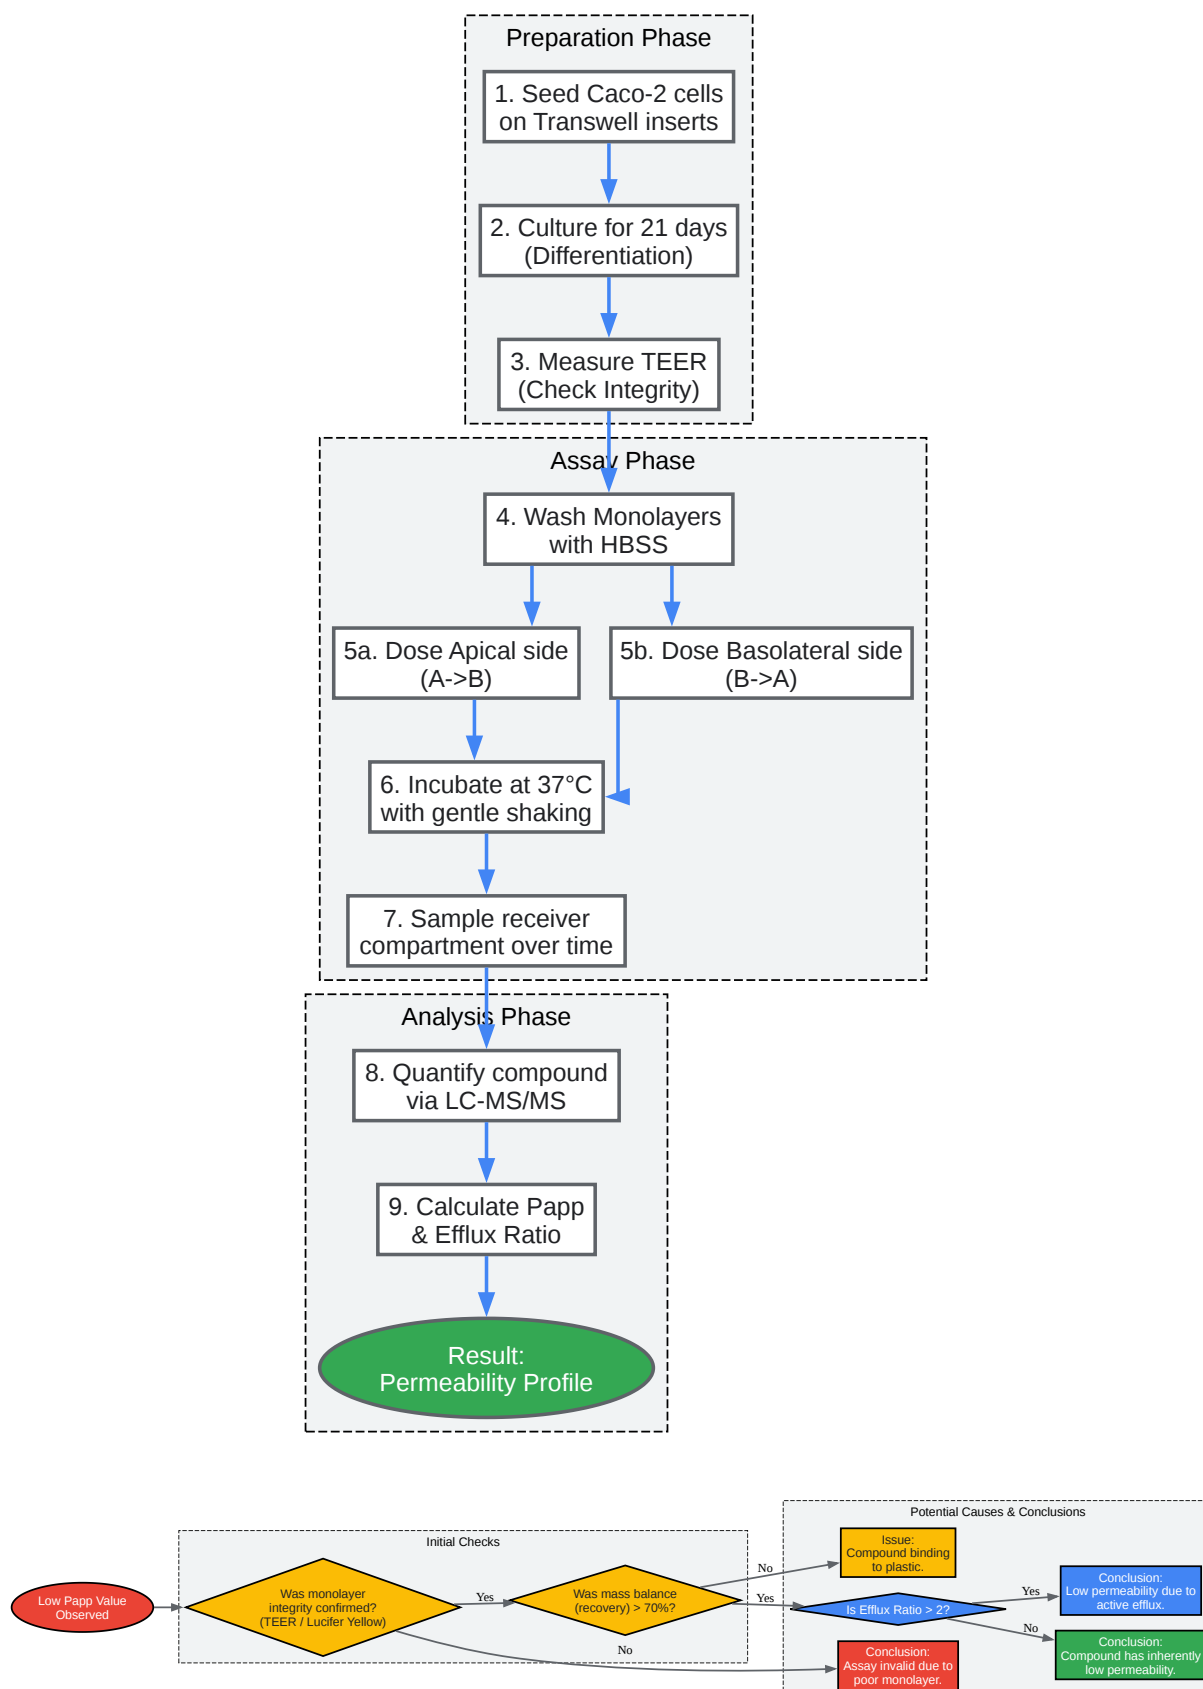 Preparation Phase
1. Seed Caco-2 cells
on Transwell inserts
2. Culture for 21 days
(Differentiation)
3. Measure TEER
(Check Integrity)
Assay Phase
4. Wash Monolayers
with HBSS
5a. Dose Apical side
(A->B)
5b. Dose Basolateral side
(B->A)
6. Incubate at 37°C
with gentle shaking
7. Sample receiver
compartment over time
Analysis Phase
8. Quantify compound
via LC-MS/MS
9. Calculate Papp
& Efflux Ratio
Result:
Permeability Profile
Low Papp Value
Observed
Initial Checks
Was monolayer
integrity confirmed?
(TEER / Lucifer Yellow)
Yes
No
Was mass balance
(recovery) > 70%?
No
Yes
Potential Causes & Conclusions
Issue:
Compound binding
to plastic.
Is Efflux Ratio > 2?
Yes
No
Conclusion:
Low permeability due to
active efflux.
Conclusion:
Compound has inherently
low permeability.
Conclusion:
Assay invalid due to
poor monolayer.